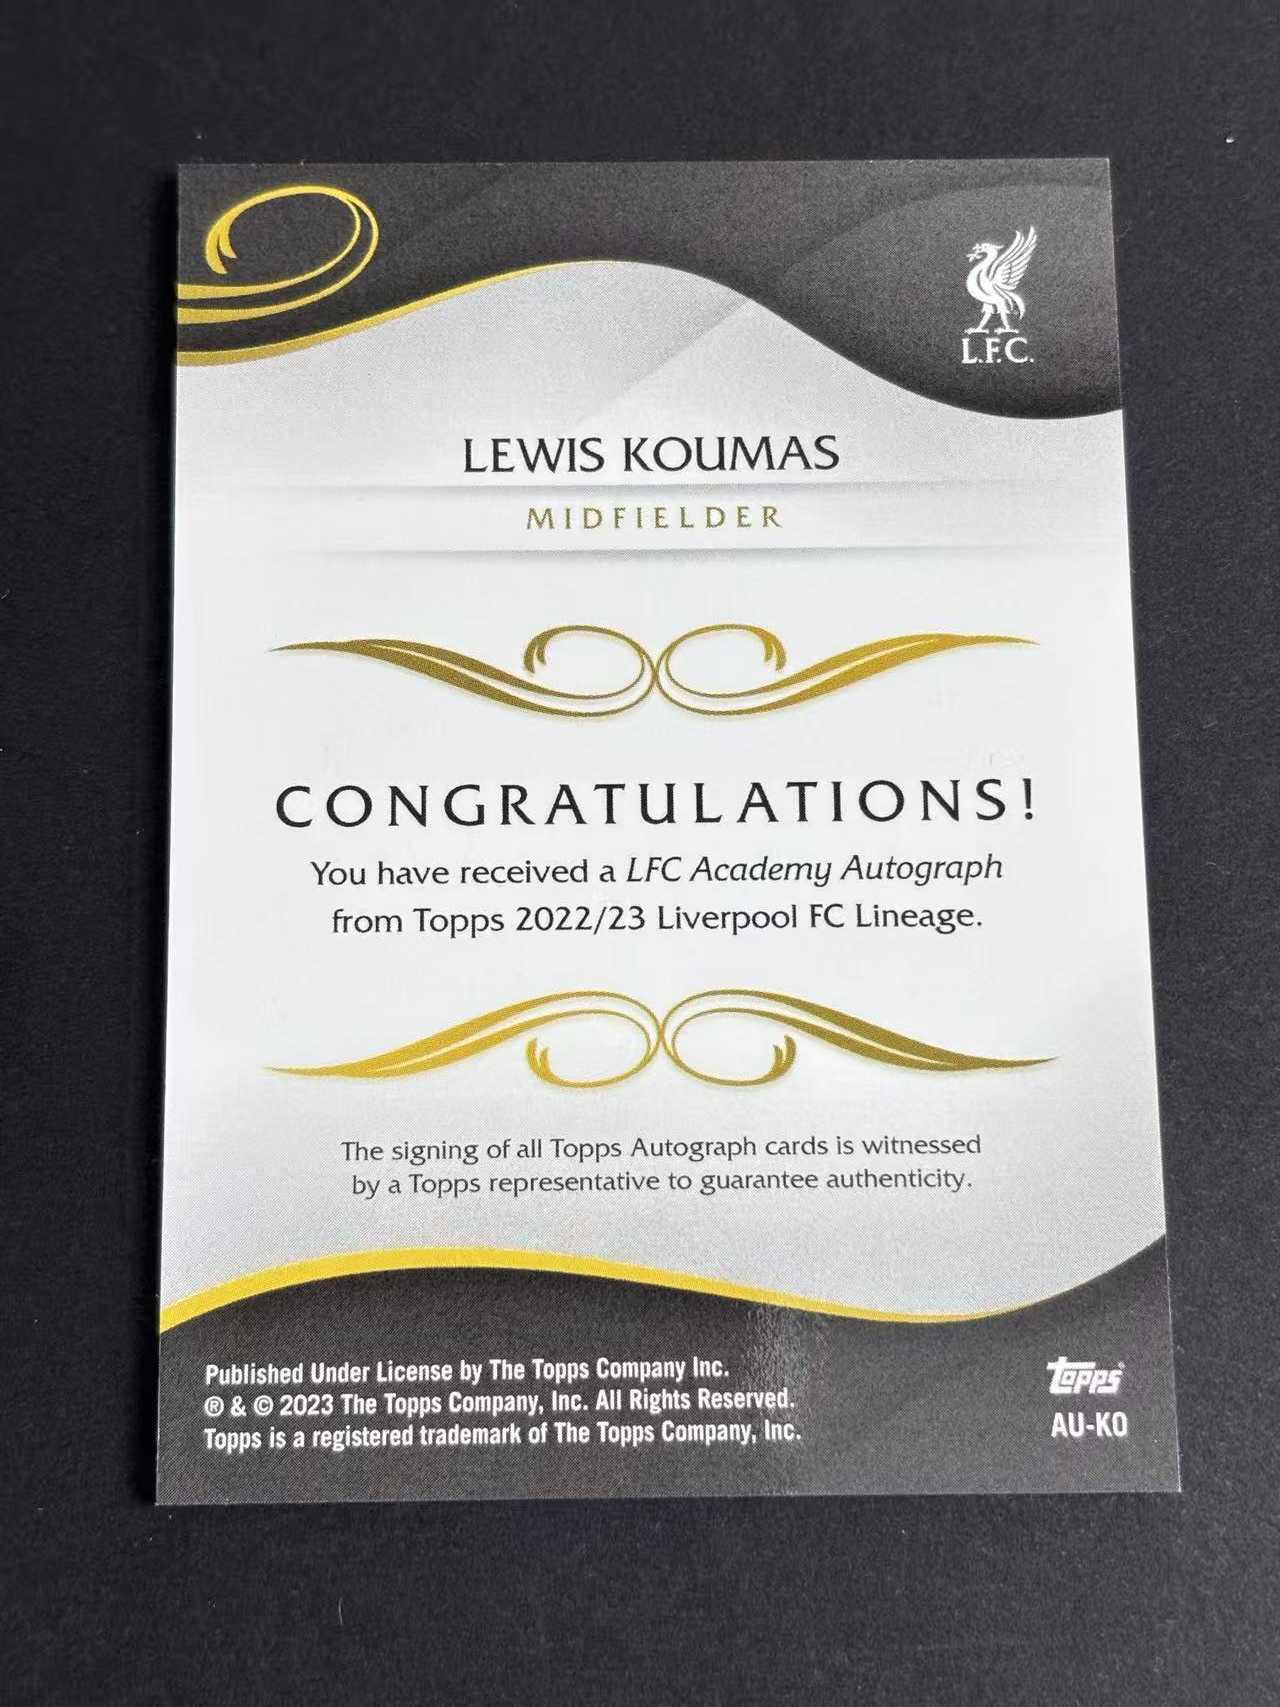 L.F.C.
LEWIS KOUMAS
MIDFIELDER
CONGRATULATIONS!
You have received a LFC Academy Autograph
from Topps 2022/23 Liverpool FC Lineage.
The signing of all Topps Autograph cards is witnessed
by a Topps representative to guarantee authenticity.
Published Under License by The Topps Company Inc.
® & © 2023 The Topps Company, Inc. All Rights Reserved.
Topps is a registered trademark of The Topps Company, Inc.
topps
AU-KO